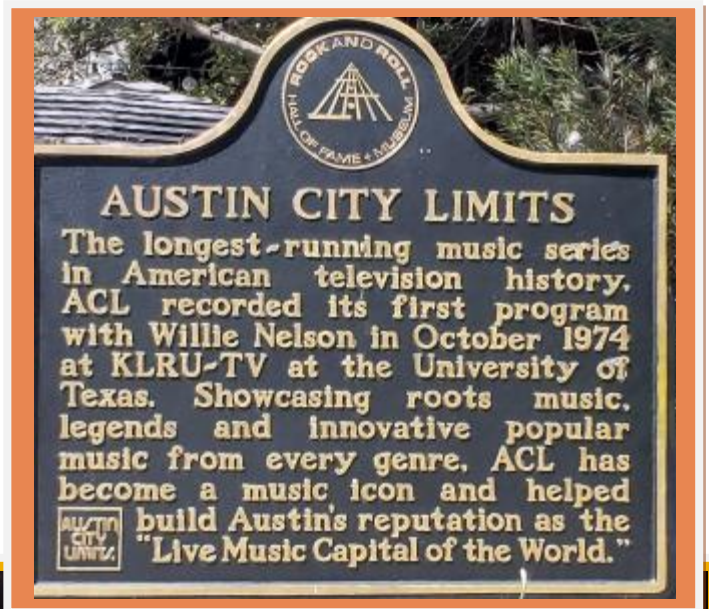 ROCK AND ROLL
HALL OF FAME + MUSEUM
AUSTIN CITY LIMITS
The longest-running music series
in American television history,
ACL recorded its first program
with Willie Nelson in October 1974
at KLRU-TV at the University of
Texas. Showcasing roots music,
legends and innovative popular
music from every genre, ACL has
become a music icon and helped
build Austin's reputation as the
"Live Music Capital of the World."
AUSTIN
CITY
LIMITS.